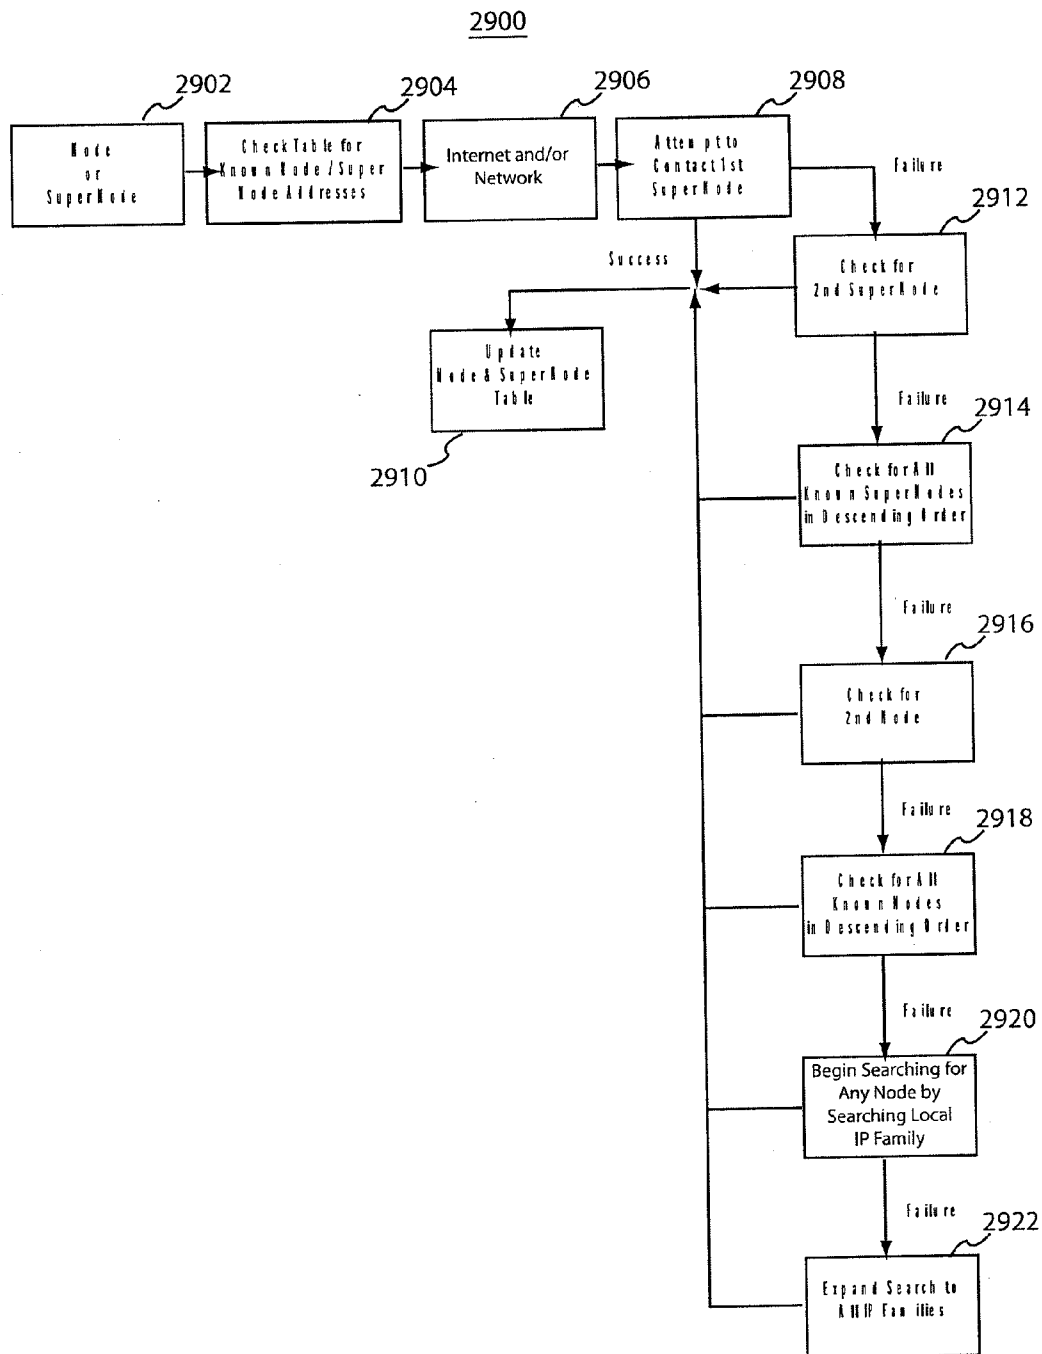 2900
2902
2904
2906
2908
Node
or
SuperNode
Check Table for
Known Node / Super
Node Addresses
Internet and/or
Network
Attempt to
Contact 1st
SuperNode
Failure
2912
Success
Check for
2nd SuperNode
Update
Node & SuperNode
Table
2910
Failure
2914
Check for All
Known SuperNodes
in Descending Order
Failure
2916
Check for
2nd Node
Failure
2918
Check for All
Known Nodes
in Descending Order
Failure
2920
Begin Searching for
Any Node by
Searching Local
IP Family
Failure
2922
Expand Search to
All IP Families